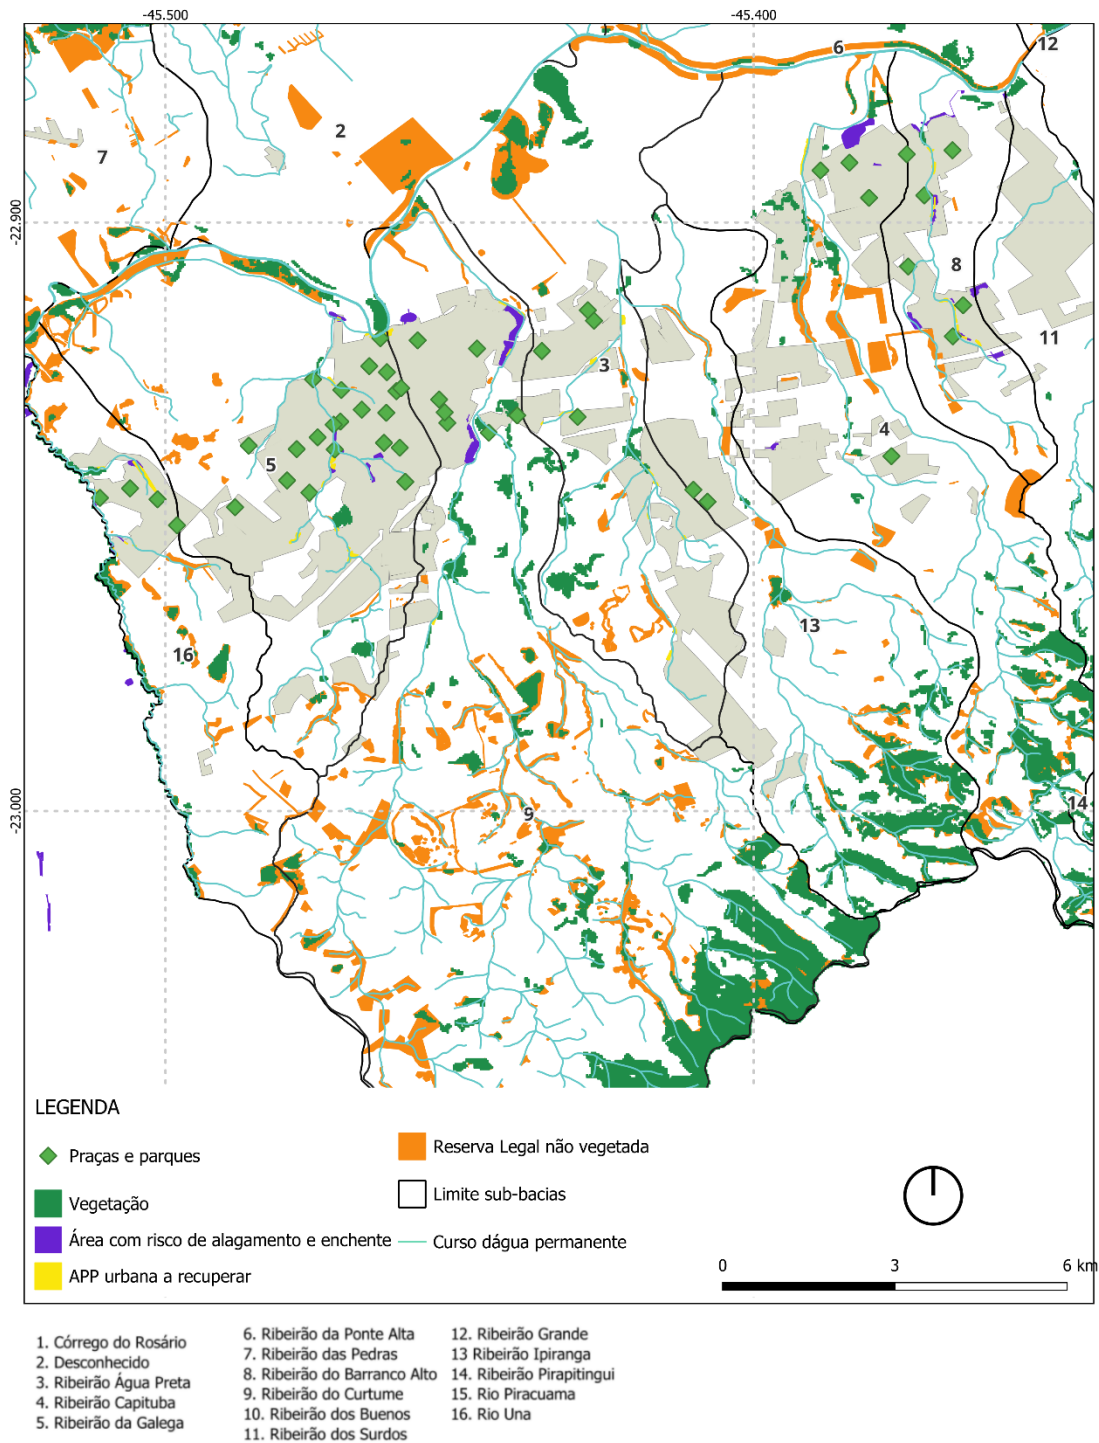 -45.500
-45.400
12
6
2
7
-22.900
8
11
3
4
5
13
16
14
-23.000
9
LEGENDA
Praças e parques
Reserva Legal não vegetada
Vegetação
Limite sub-bacias
Área com risco de alagamento e enchente
Curso dágua permanente
APP urbana a recuperar
0
3
6 km
1. Córrego do Rosário
2. Desconhecido
3. Ribeirão Água Preta
4. Ribeirão Capituba
5. Ribeirão da Galega
6. Ribeirão da Ponte Alta
7. Ribeirão das Pedras
8. Ribeirão do Barranco Alto
9. Ribeirão do Curtume
10. Ribeirão dos Buenos
11. Ribeirão dos Surdos
12. Ribeirão Grande
13 Ribeirão Ipiranga
14. Ribeirão Pirapitingui
15. Rio Piracuama
16. Rio Una